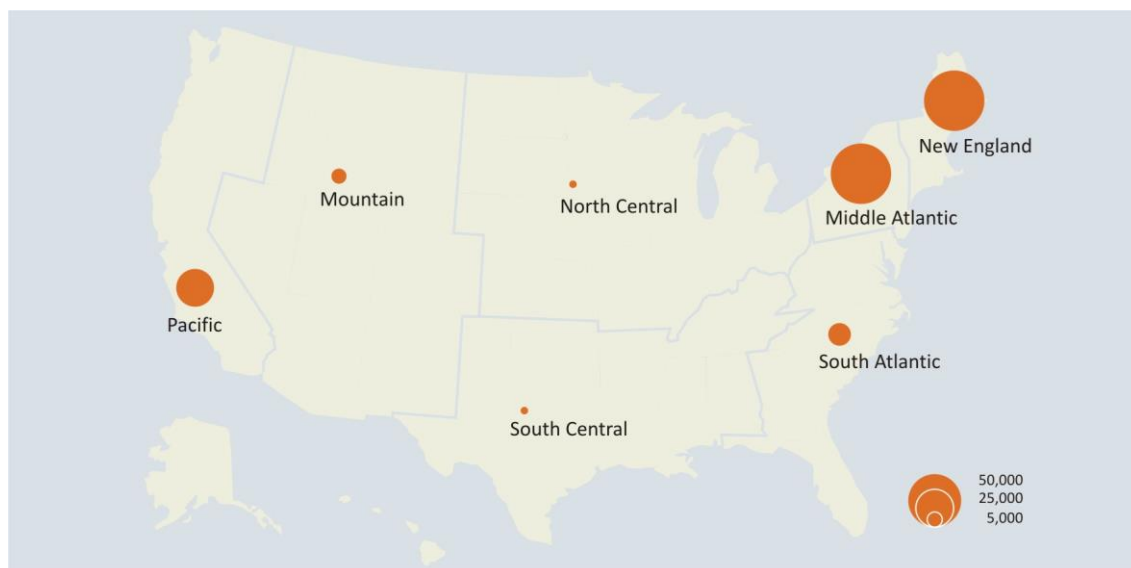 New England
Middle Atlantic
Mountain
North Central
Pacific
South Atlantic
South Central
50,000
25,000
5,000